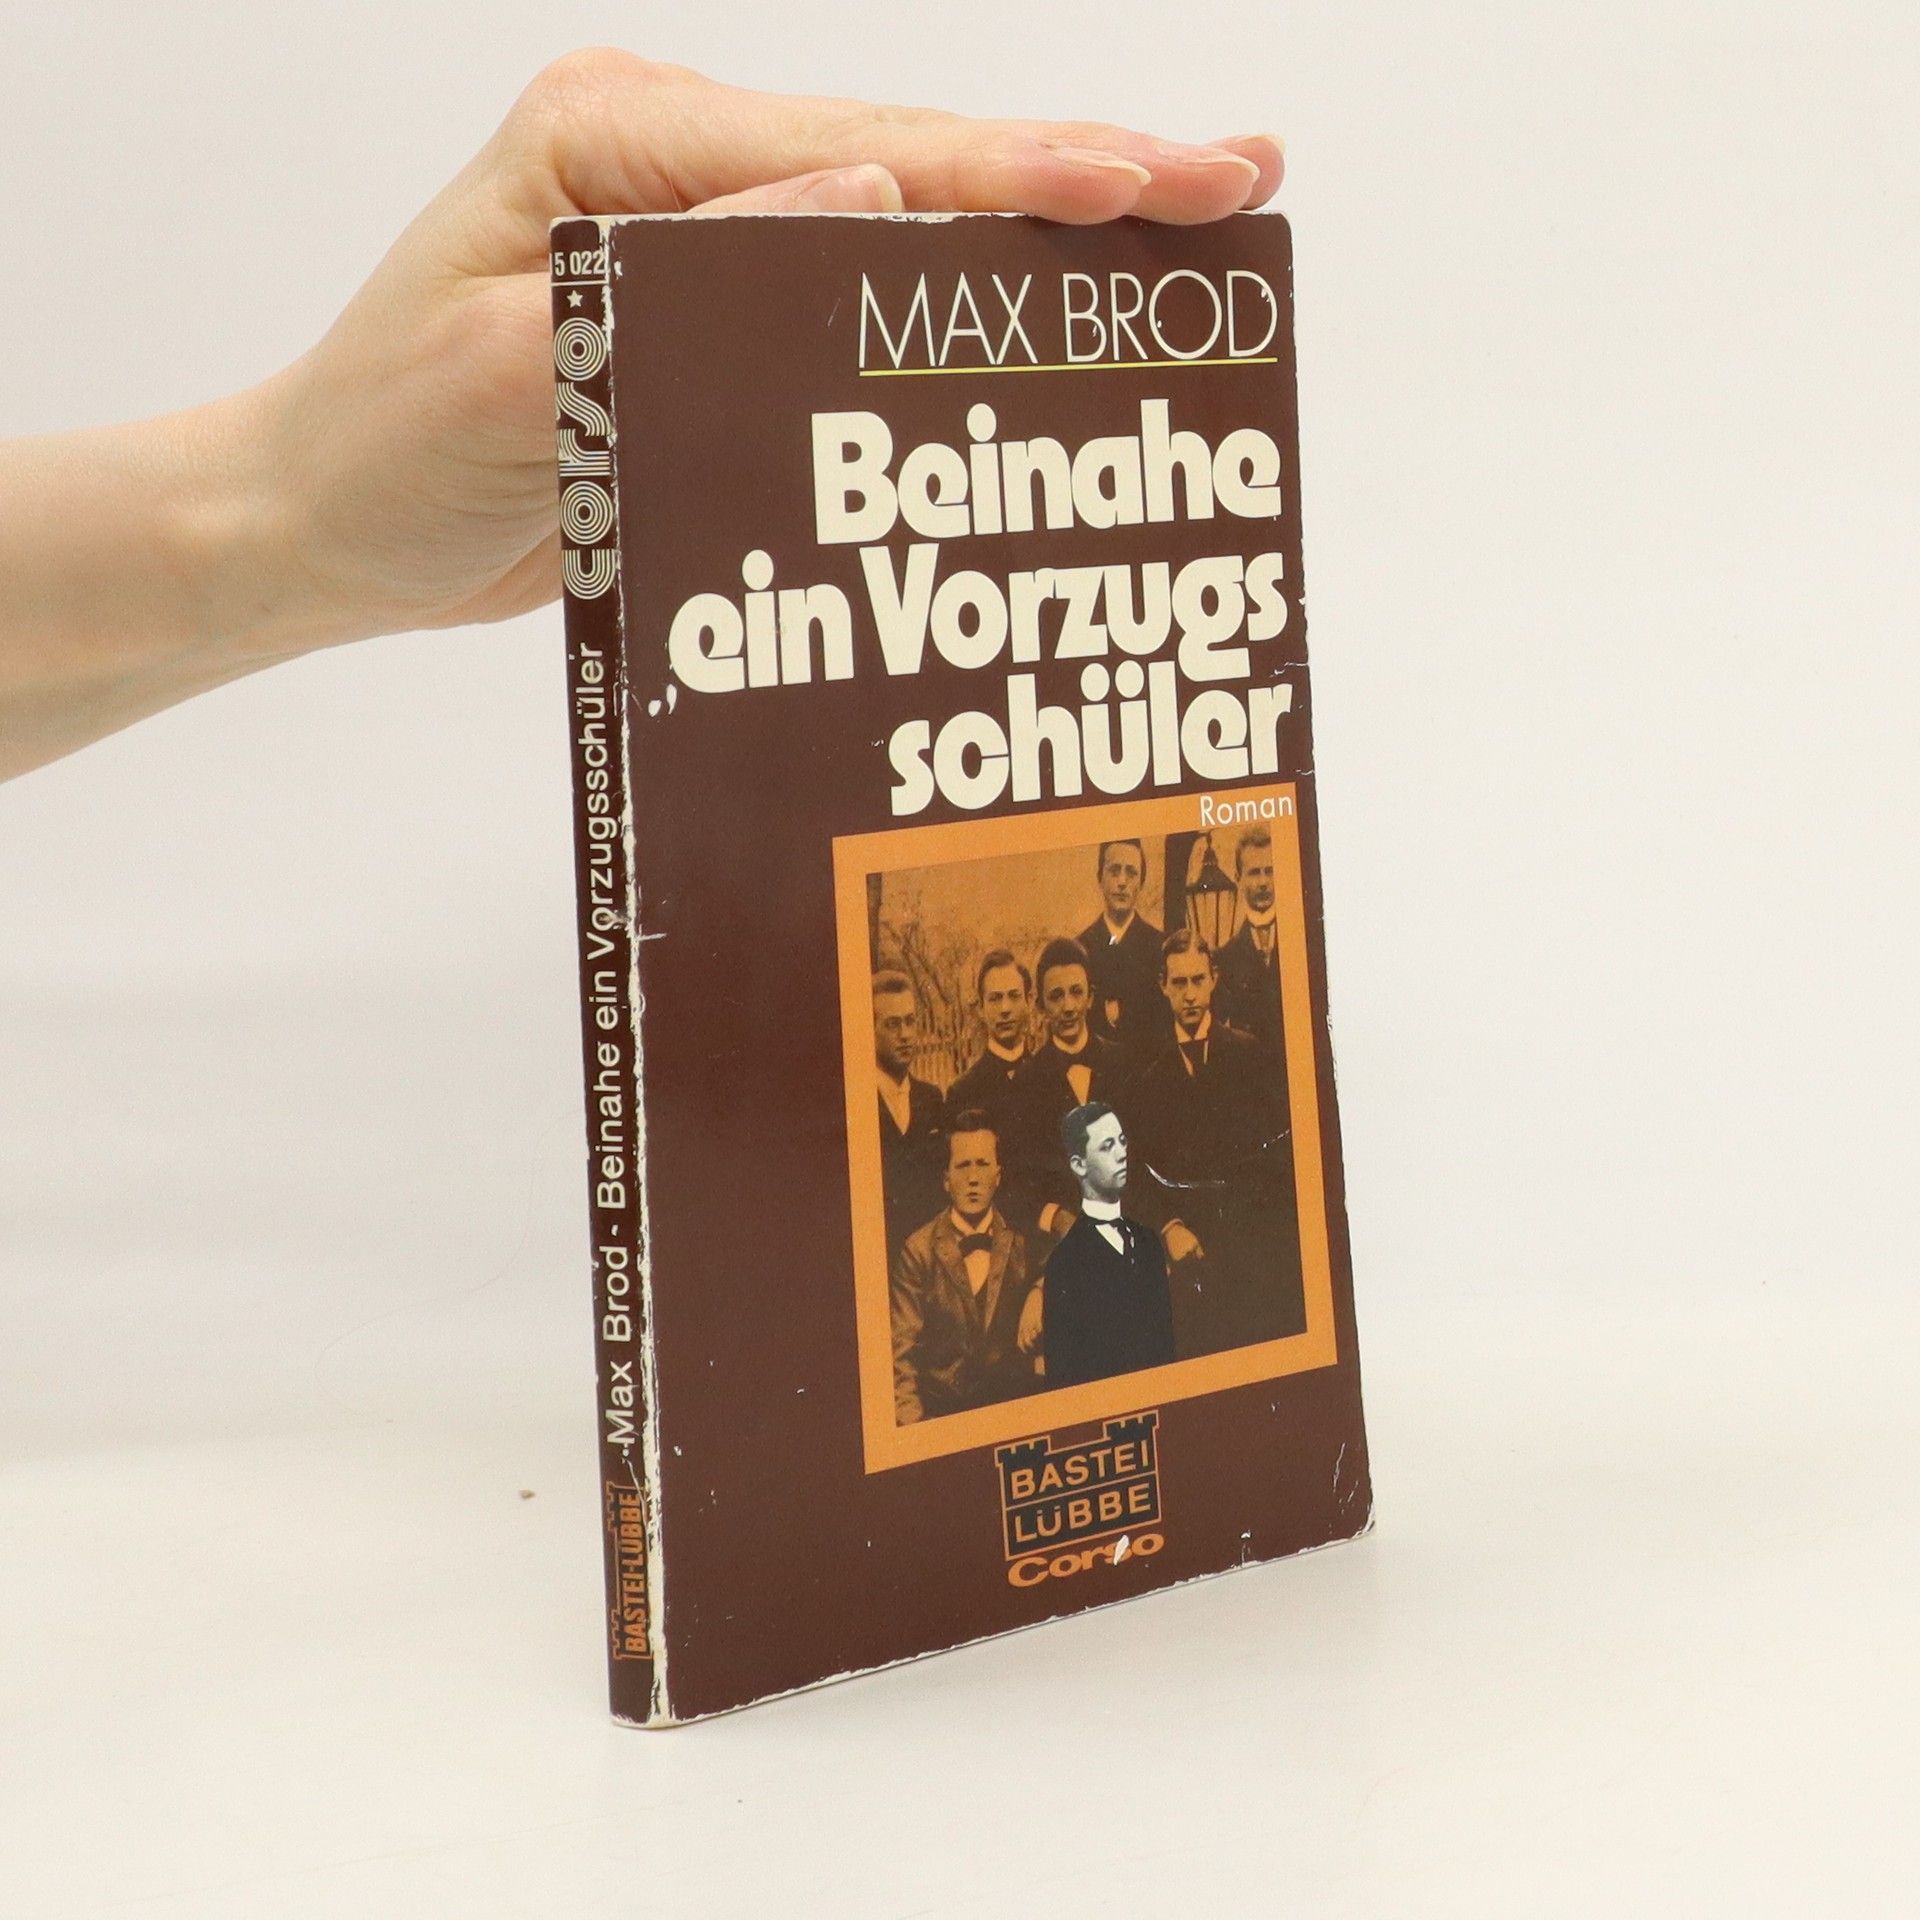 MAX BROD
Beinahe
ein Vorzugs
schüler
Roman
BASTEI
LÜBBE
Corso
5 022
corso
Max Brod - Beinahe ein Vorzugsschüler
BASTEI-LÜBBE